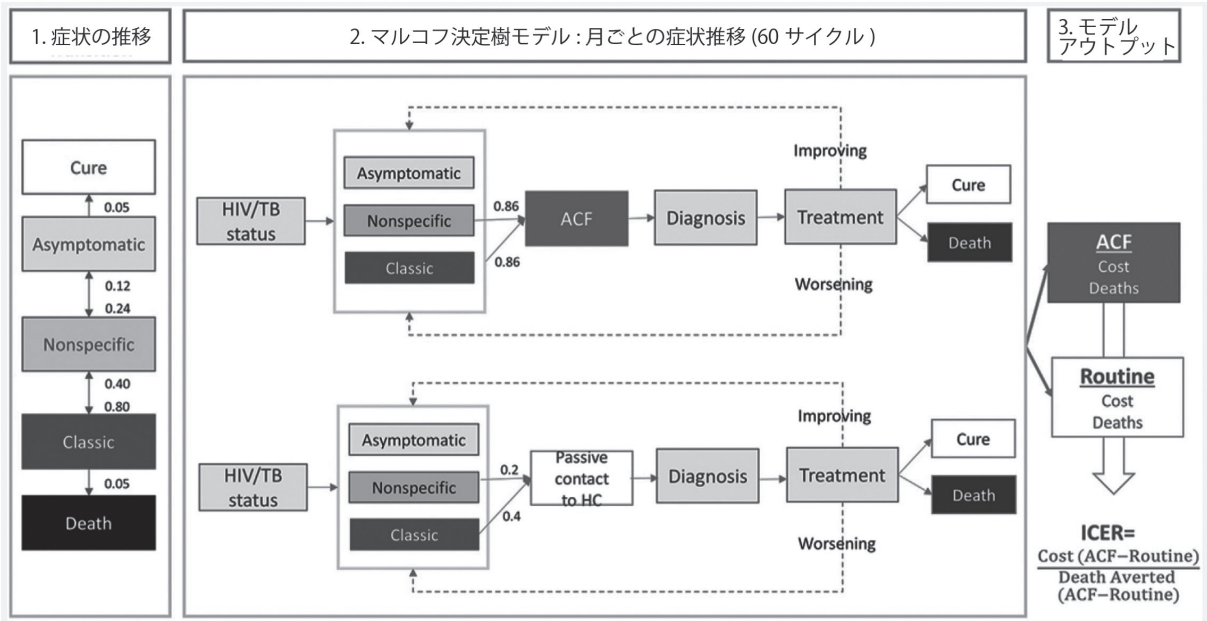 1. 症状の推移
2. マルコフ決定樹モデル : 月ごとの症状推移 (60 サイクル )
3. モデル
アウトプット
Cure
0.05
Asymptomatic
0.12
0.24
Nonspecific
0.40
0.80
Classic
0.05
Death
HIV/TB
status
Asymptomatic
Nonspecific
Classic
0.86
0.86
ACF
Diagnosis
Treatment
Improving
Worsening
Cure
Death
HIV/TB
status
Asymptomatic
Nonspecific
Classic
0.2
0.4
Passive
contact
to HC
Diagnosis
Treatment
Improving
Worsening
Cure
Death
ACF
Cost
Deaths
Routine
Cost
Deaths
ICER=
Cost (ACF−Routine)
Death Averted
(ACF−Routine)